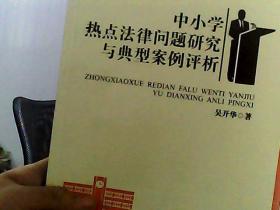 中小学
热点法律问题研究
与典型案例评析
ZHONGXIAOXUE REDIAN FALU WENTI YANJIU
YU DIANXING ANLI PINGXI
吴开华 著